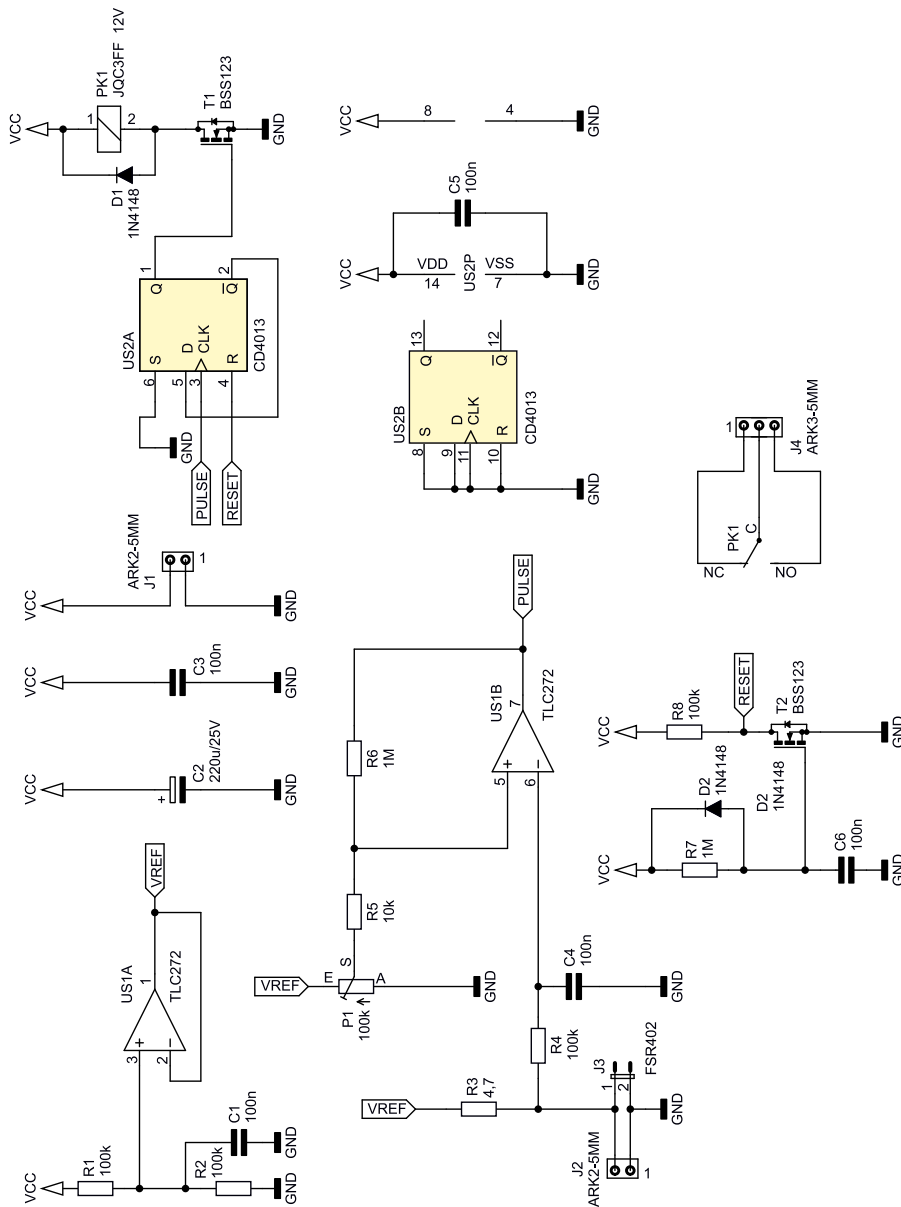 VCC
R1
100k
R2
100k
C1
100n
GND
GND
3
2
+
−
1
US1A
TLC272
VREF
VCC
+
C2
220u/25V
GND
VCC
C3
100n
GND
VCC
ARK2-5MM
J1
1
GND
PULSE
RESET
GND
US2A
6
5
3
4
S
D
CLK
R
Q
Q
1
2
CD4013
VCC
PK1
JQC3FF 12V
1
2
D1
1N4148
T1
BSS123
GND
VREF
E
S
A
P1
100k
GND
R5
10k
R6
1M
5
6
+
−
7
US1B
TLC272
PULSE
VREF
R3
4,7
R4
100k
C4
100n
GND
J2
ARK2-5MM
1
J3
1
2
FSR402
GND
US2B
8
9
11
10
S
D
CLK
R
Q
Q
13
12
CD4013
GND
VCC
VDD
14
US2P
VSS
7
C5
100n
GND
VCC
8
4
GND
VCC
R7
1M
D2
1N4148
D2
1N4148
C6
100n
GND
VCC
R8
100k
RESET
T2
BSS123
GND
NC
NO
PK1
C
1
J4
ARK3-5MM